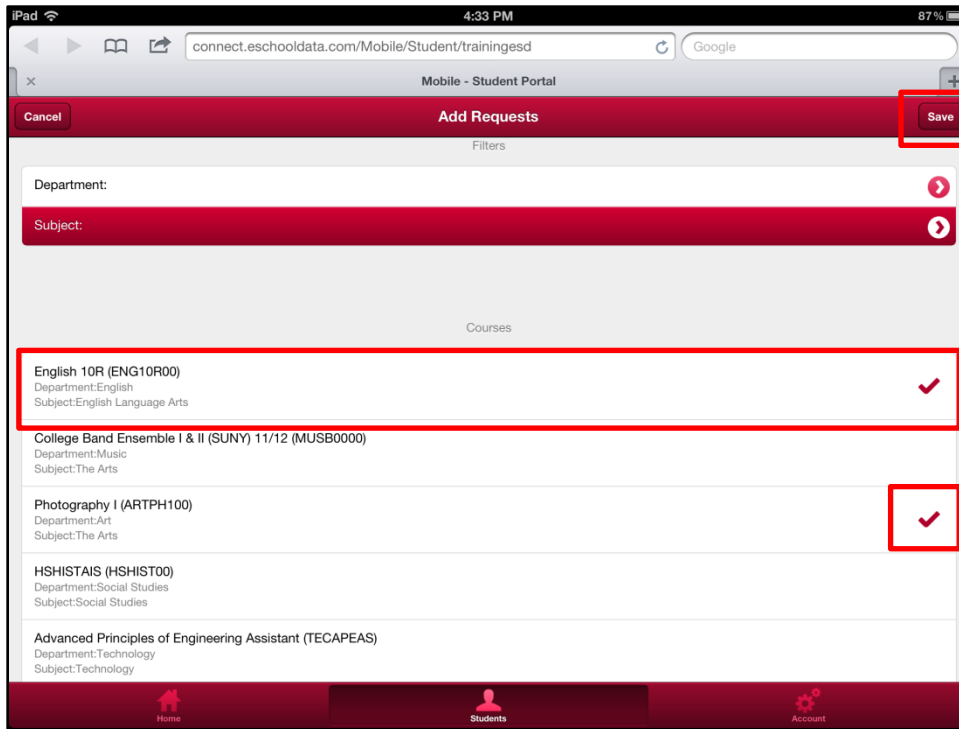 iPad 4:33 PM 87%
connect.eschooldata.com/Mobile/Student/trainingesd Google
Mobile - Student Portal
Cancel Add Requests Save
Filters
Department:
Subject:
Courses
English 10R (ENG10R00)
Department:English
Subject:English Language Arts
College Band Ensemble I & II (SUNY) 11/12 (MUSB0000)
Department:Music
Subject:The Arts
Photography I (ARTPH100)
Department:Art
Subject:The Arts
HSHISTAIS (HSHIST00)
Department:Social Studies
Subject:Social Studies
Advanced Principles of Engineering Assistant (TECAPEAS)
Department:Technology
Subject:Technology
Home Students Account